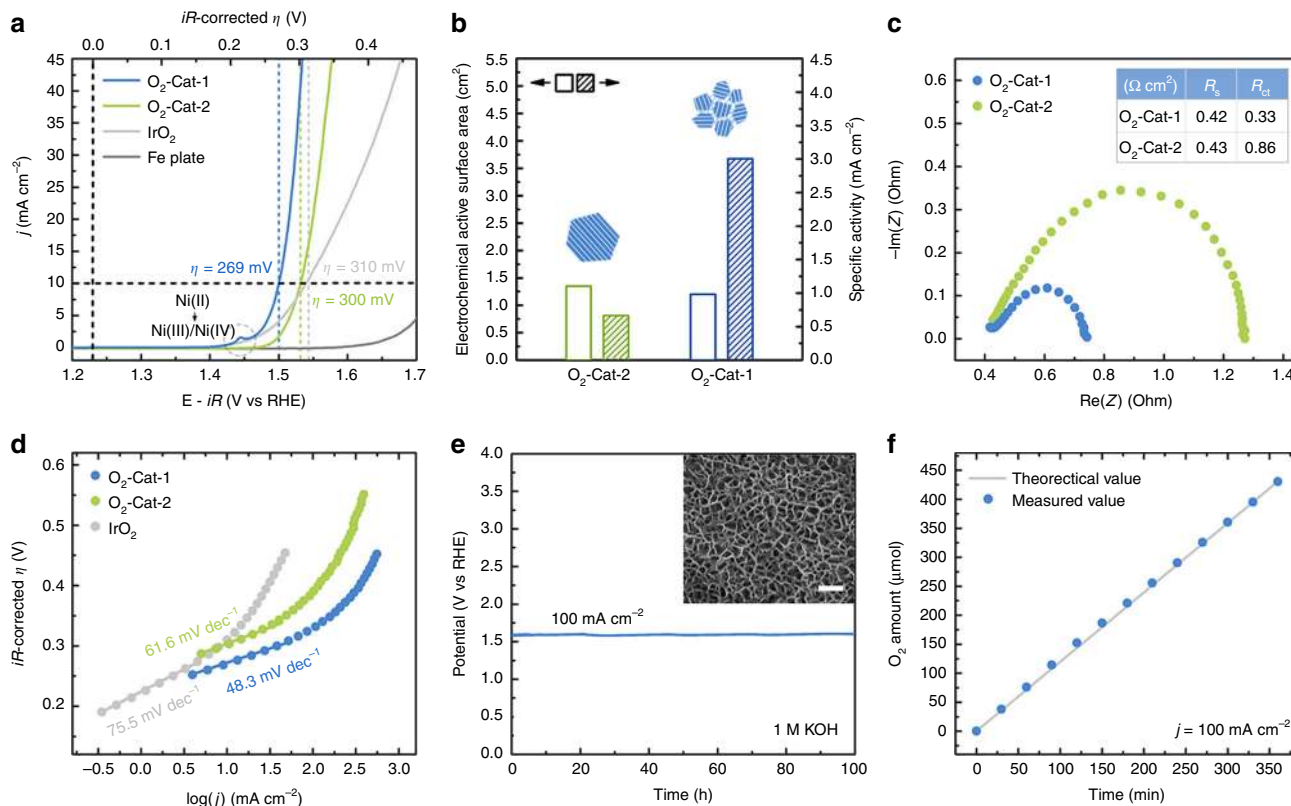 a
iR-corrected η (V)
0.0 0.1 0.2 0.3 0.4
45
40
35
30
25
20
15
10
5
0
j (mA cm−2)
O2-Cat-1
O2-Cat-2
IrO2
Fe plate
η = 269 mV
η = 310 mV
η = 300 mV
Ni(II)
Ni(III)/Ni(IV)
1.2 1.3 1.4 1.5 1.6 1.7
E - iR (V vs RHE)
b
Electrochemical active surface area (cm2)
5.5
5.0
4.5
4.0
3.5
3.0
2.5
2.0
1.5
1.0
0.5
0.0
4.5
4.0
3.5
3.0
2.5
2.0
1.5
1.0
0.5
0.0
Specific activity (mA cm−2)
O2-Cat-2 O2-Cat-1
c
−0.6
−0.5
−0.3
−0.2
0.1
0.0
−Im(Z) (Ohm)
O2-Cat-1
O2-Cat-2
(Ω cm2) Rs Rct
O2-Cat-1 0.42 0.33
O2-Cat-2 0.43 0.86
0.4 0.6 0.8 1.0 1.2 1.4
Re(Z) (Ohm)
d
0.6
0.5
0.4
0.3
0.2
iR-corrected η (V)
O2-Cat-1
O2-Cat-2
IrO2
61.6 mV dec−1
48.3 mV dec−1
75.5 mV dec−1
−0.5 0.0 0.5 1.0 1.5 2.0 2.5 3.0
log(j) (mA cm−2)
e
4.0
3.5
3.0
2.5
2.0
1.5
1.0
0.5
0.0
Potential (V vs RHE)
100 mA cm−2
1 M KOH
0 20 40 60 80 100
Time (h)
f
450
400
350
300
250
200
150
100
50
0
O2 amount (μmol)
Theorectical value
Measured value
j = 100 mA cm−2
0 50 100 150 200 250 300 350
Time (min)